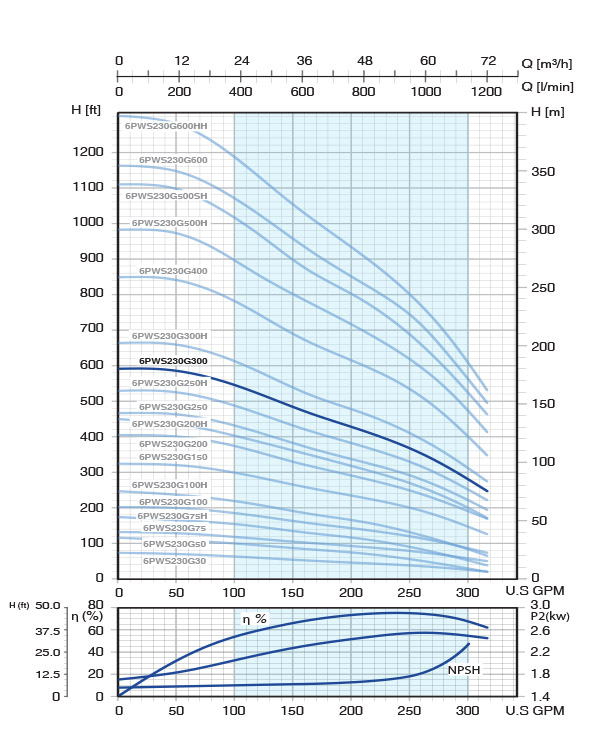 0 12 24 36 48 60 72 Q [m³/h]
0 200 400 600 800 1000 1200 Q [l/min]
H [ft] H [m]
6PWS230G600HH
1200 6PWS230G600 350
1100 6PWS230Gs00SH
1000 6PWS230Gs00H 300
900
6PWS230G400
800 250
700
6PWS230G300H 200
600 6PWS230G300
6PWS230G2s0H
500 6PWS230G2s0 150
6PWS230G200H
400 6PWS230G200
6PWS230G1s0 100
300
6PWS230G100H
200 6PWS230G100
6PWS230G7sH 50
6PWS230G7s
100 6PWS230Gs0
6PWS230G30
0 0
0 50 100 150 200 250 300 U.S GPM
H (ft) 50.0 80 3.0
η (%) η % P2(kw)
37.5 60 2.6
25.0 40 2.2
NPSH
12.5 20 1.8
0 0 1.4
0 50 100 150 200 250 300 U.S GPM